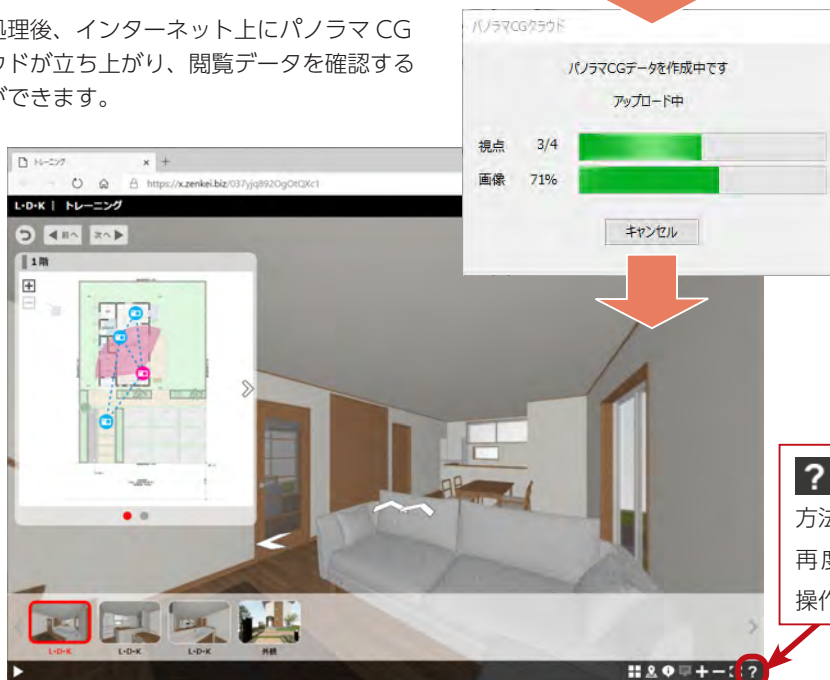 処理後、インターネット上にパノラマ CG
ウドが立ち上がり、閲覧データを確認する
ができます。
パノラマCGクラウド
パノラマCGデータを作成中です
アップロード中
視点 3/4
画像 71%
キャンセル
トレーニング
L・D・K | トレーニング
前へ 次へ
1階
L・D・K L・D・K L・D・K 外観
?
方法
再度
操作